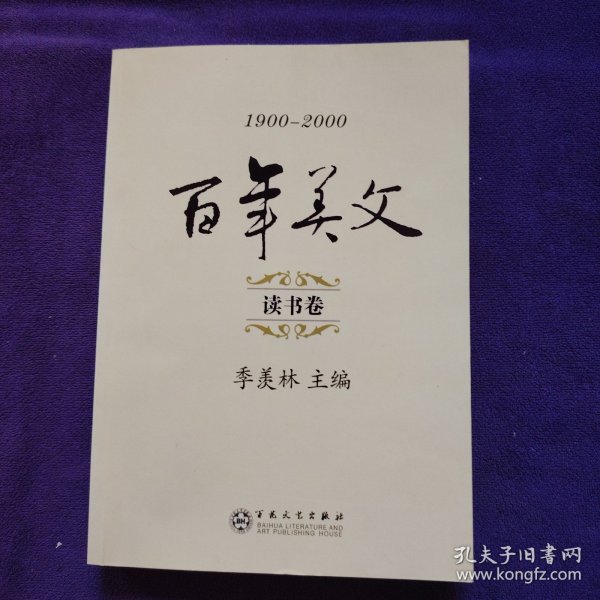 1900-2000
百年美文
读书卷
季羡林 主编
BH
百花文艺出版社
BAIHUA LITERATURE AND
ART PUBLISHING HOUSE
孔夫子旧书网
www.kongfz.com